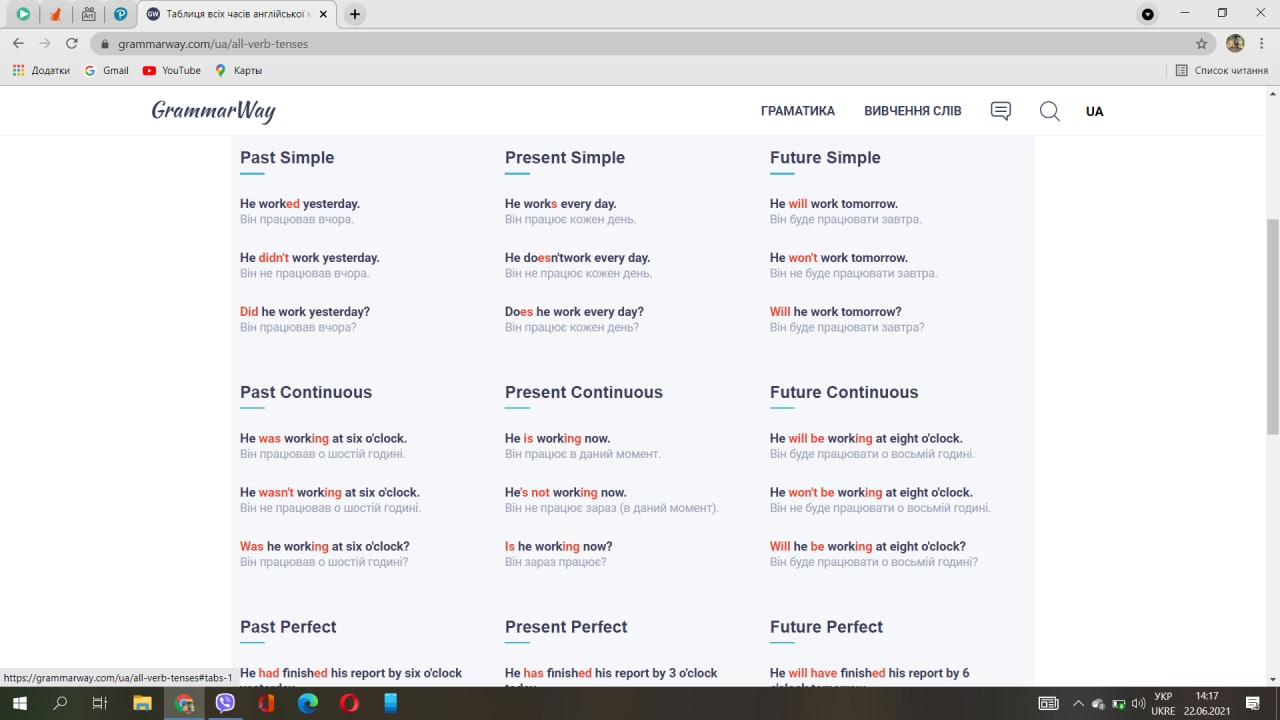 Таблиця всіх часів англійської
grammarway.com/ua/all-verb-tenses
Додатки Gmail YouTube Карты Список читання
GrammarWay ГРАМАТИКА ВИВЧЕННЯ СЛІВ UA
Past Simple Present Simple Future Simple
He worked yesterday. He works every day. He will work tomorrow.
Він працював вчора. Він працює кожен день. Він буде працювати завтра.
He didn't work yesterday. He doesn'twork every day. He won't work tomorrow.
Він не працював вчора. Він не працює кожен день. Він не буде працювати завтра.
Did he work yesterday? Does he work every day? Will he work tomorrow?
Він працював вчора? Він працює кожен день? Він буде працювати завтра?
Past Continuous Present Continuous Future Continuous
He was working at six o'clock. He is working now. He will be working at eight o'clock.
Він працював о шостій годині. Він працює в даний момент. Він буде працювати о восьмій годині.
He wasn't working at six o'clock. He's not working now. He won't be working at eight o'clock.
Він не працював о шостій годині. Він не працює зараз (в даний момент). Він не буде працювати о восьмій годині.
Was he working at six o'clock? Is he working now? Will he be working at eight o'clock?
Він працював о шостій годині? Він зараз працює? Він буде працювати о восьмій годині?
Past Perfect Present Perfect Future Perfect
He had finished his report by six o'clock He has finished his report by 3 o'clock He will have finished his report by 6
https://grammarway.com/ua/all-verb-tenses#tabs-1
УКР 14:17
UKRE 22.06.2021